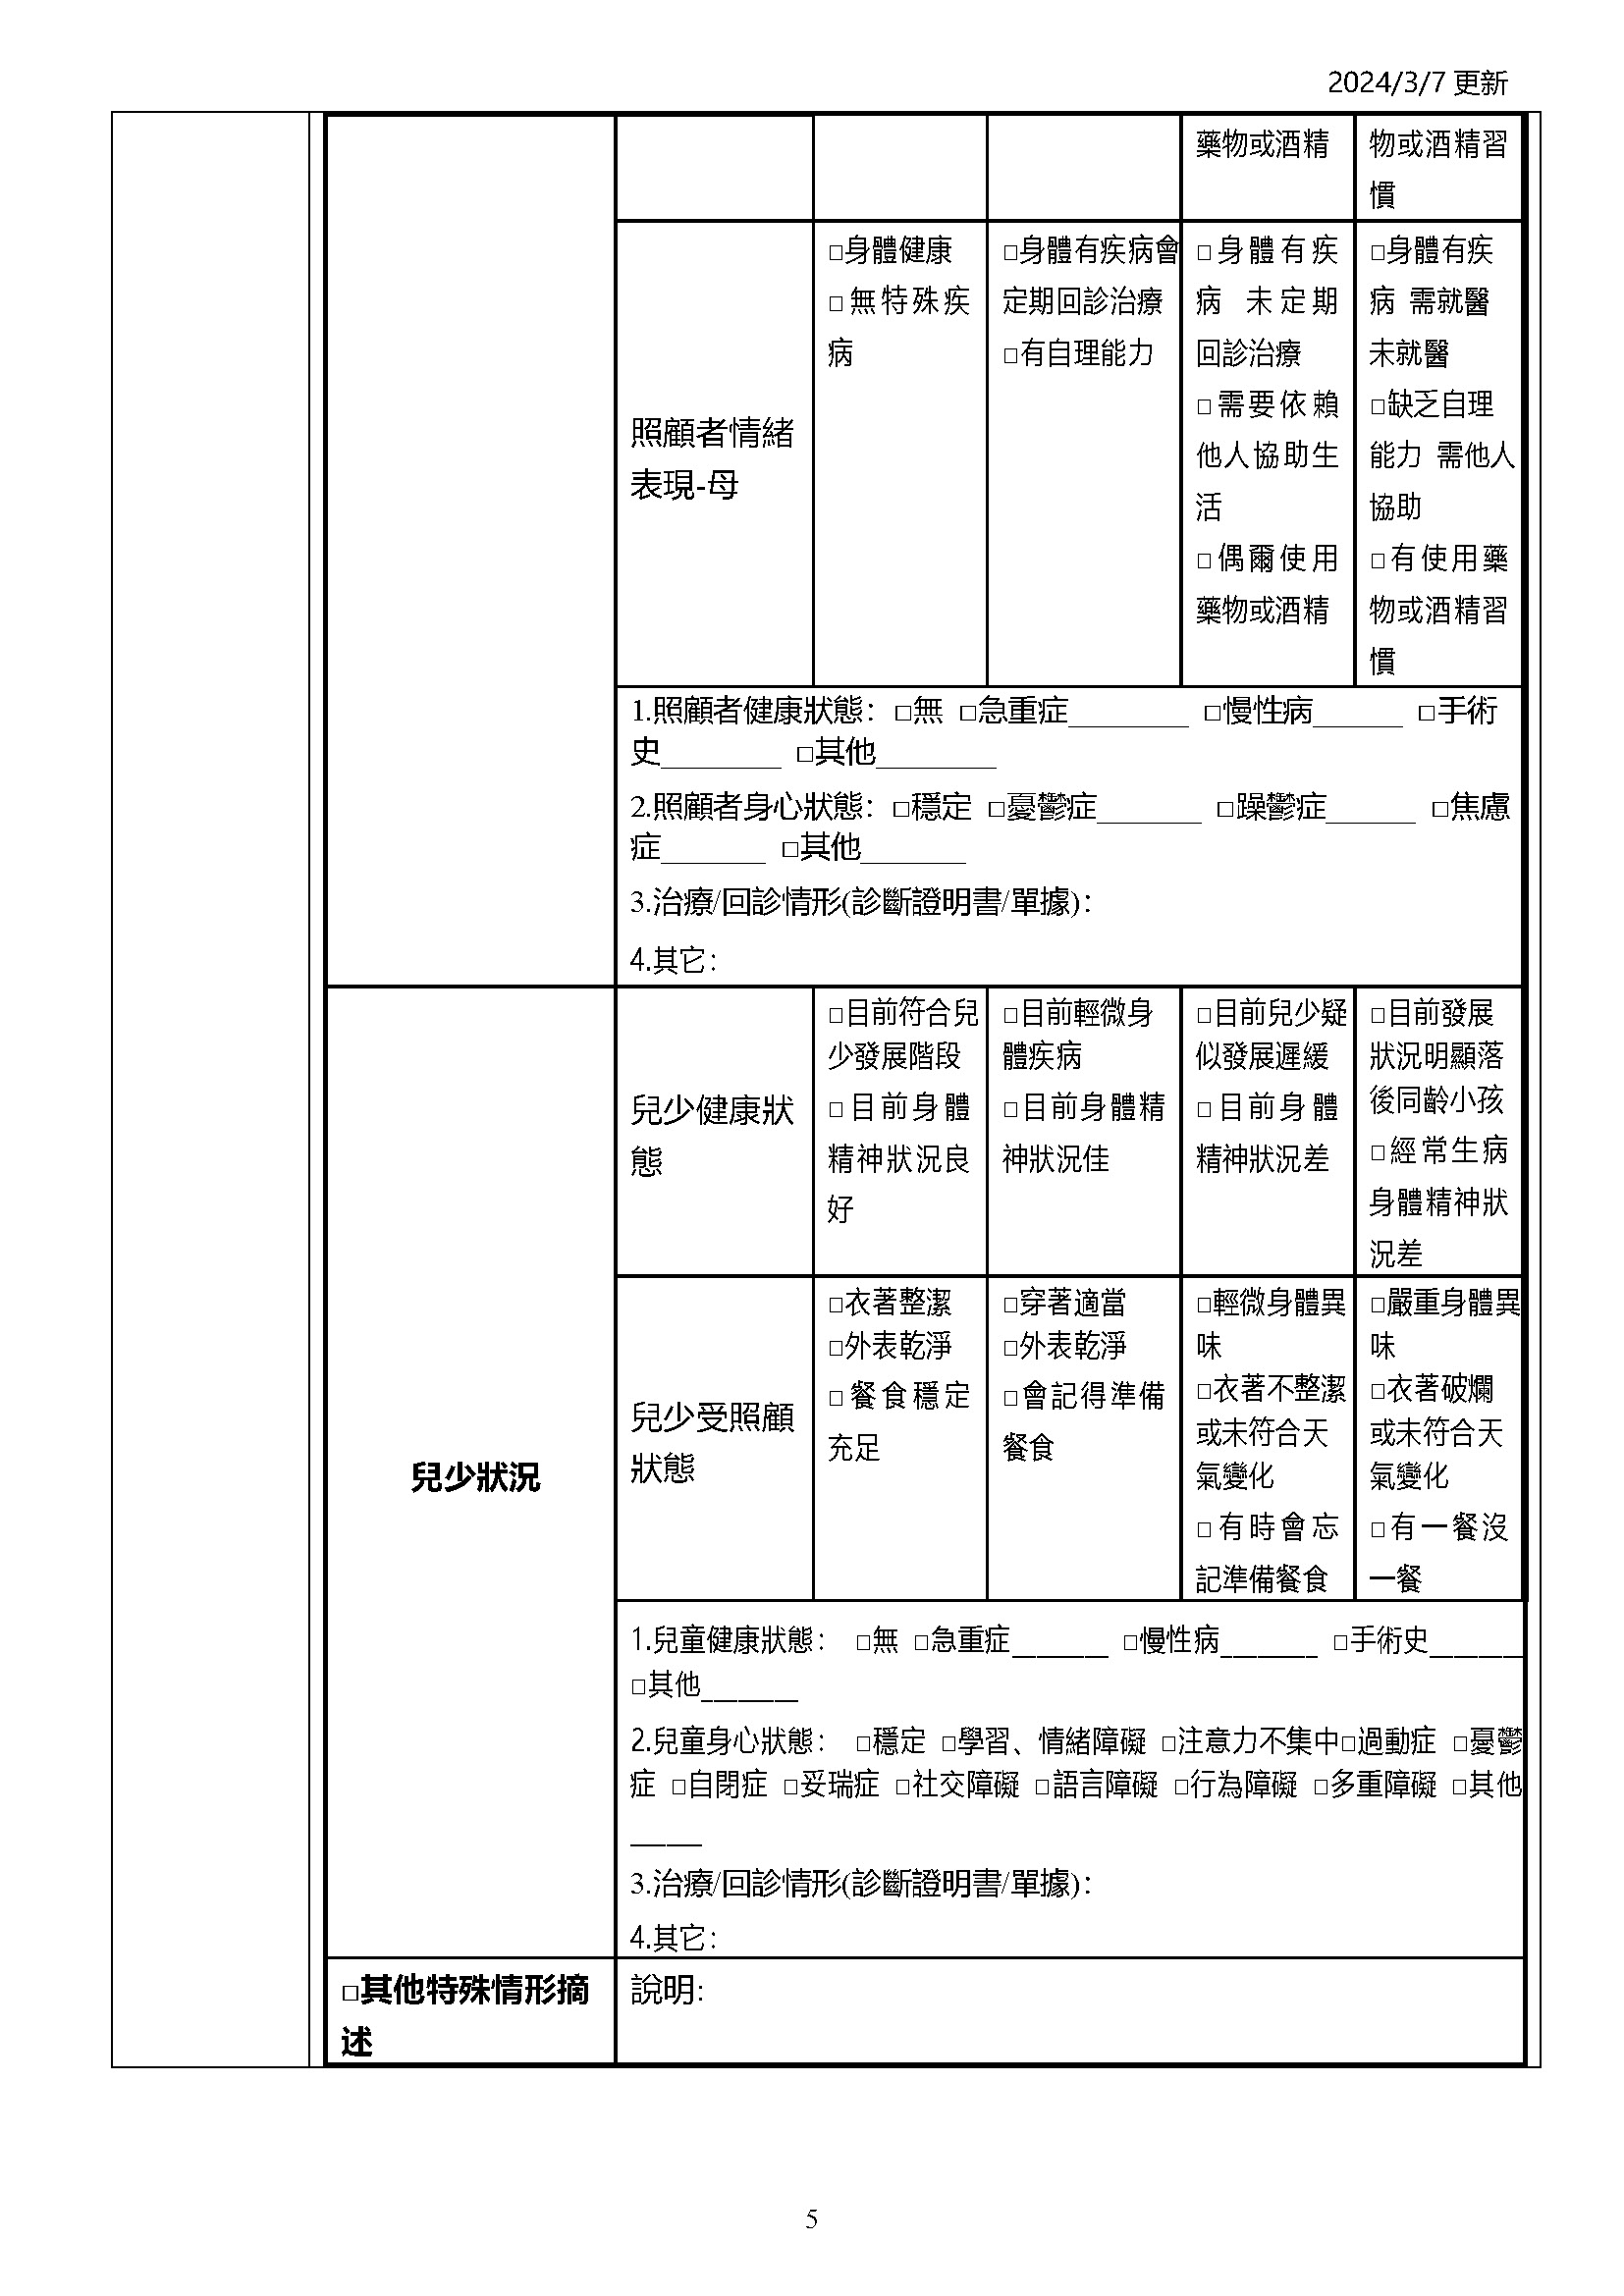 2024/3/7 更新
藥物或酒精
物或酒精習
慣
照顧者情緒
表現-母
□身體健康
□無特殊疾
病
□身體有疾病會
定期回診治療
□有自理能力
□身體有疾
病 未定期
回診治療
□需要依賴
他人協助生
活
□偶爾使用
藥物或酒精
□身體有疾
病 需就醫
未就醫
□缺乏自理
能力 需他人
協助
□有使用藥
物或酒精習
慣
1.照顧者健康狀態：□無 □急重症________ □慢性病______ □手術
史________ □其他________
2.照顧者身心狀態：□穩定 □憂鬱症_______ □躁鬱症______ □焦慮
症_______ □其他_______
3.治療/回診情形(診斷證明書/單據)：
4.其它：
兒少狀況
兒少健康狀
態
□目前符合兒
少發展階段
□目前身體
精神狀況良
好
□目前輕微身
體疾病
□目前身體精
神狀況佳
□目前兒少疑
似發展遲緩
□目前身體
精神狀況差
□目前發展
狀況明顯落
後同齡小孩
□經常生病
身體精神狀
況差
兒少受照顧
狀態
□衣著整潔
□外表乾淨
□餐食穩定
充足
□穿著適當
□外表乾淨
□會記得準備
餐食
□輕微身體異
味
□衣著不整潔
或未符合天
氣變化
□有時會忘
記準備餐食
□嚴重身體異
味
□衣著破爛
或未符合天
氣變化
□有一餐沒
一餐
1.兒童健康狀態： □無 □急重症________ □慢性病________ □手術史________
□其他________
2.兒童身心狀態： □穩定 □學習、情緒障礙 □注意力不集中□過動症 □憂鬱
症 □自閉症 □妥瑞症 □社交障礙 □語言障礙 □行為障礙 □多重障礙 □其他
______
3.治療/回診情形(診斷證明書/單據)：
4.其它：
□其他特殊情形摘
述
說明:
5